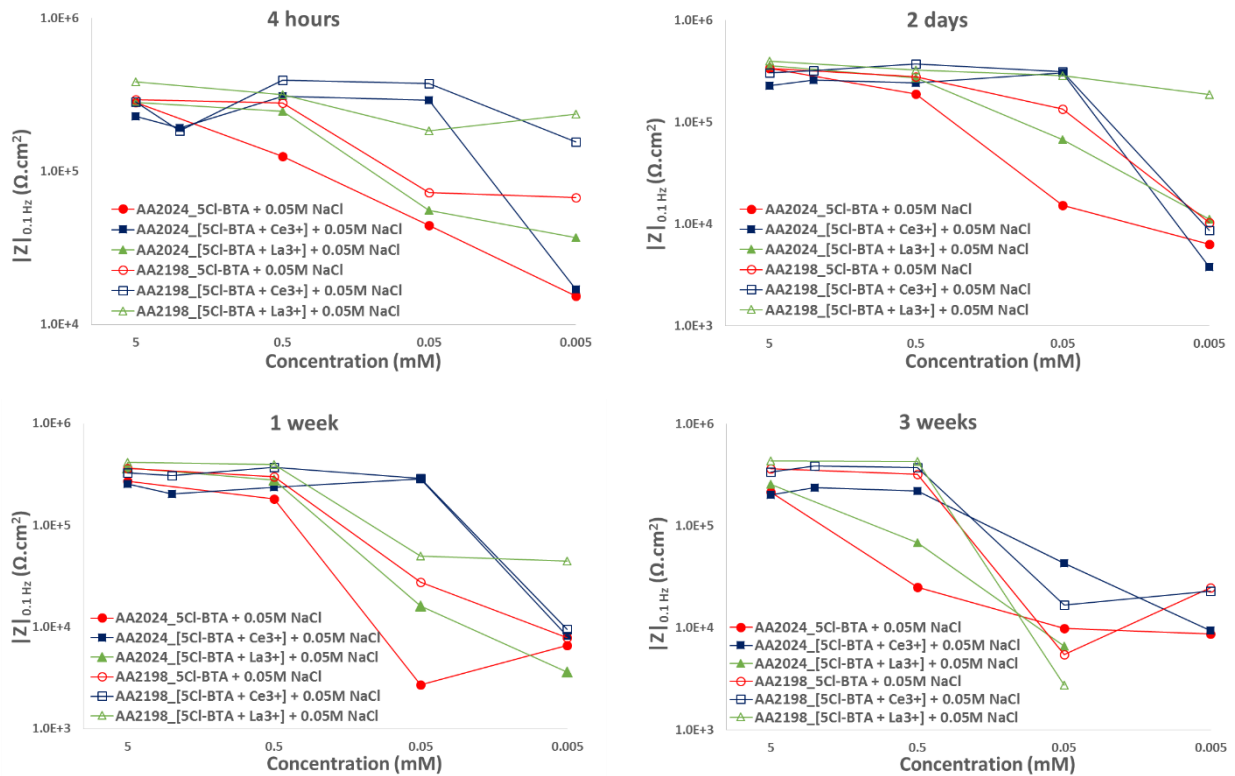 4 hours
1.0E+6
1.0E+5
1.0E+4
|Z|0.1 Hz (Ω.cm2)
AA2024_5Cl-BTA + 0.05M NaCl
AA2024_[5Cl-BTA + Ce3+] + 0.05M NaCl
AA2024_[5Cl-BTA + La3+] + 0.05M NaCl
AA2198_5Cl-BTA + 0.05M NaCl
AA2198_[5Cl-BTA + Ce3+] + 0.05M NaCl
AA2198_[5Cl-BTA + La3+] + 0.05M NaCl
5 0.5 0.05 0.005
Concentration (mM)
2 days
1.0E+6
1.0E+5
1.0E+4
1.0E+3
|Z|0.1 Hz (Ω.cm2)
AA2024_5Cl-BTA + 0.05M NaCl
AA2024_[5Cl-BTA + Ce3+] + 0.05M NaCl
AA2024_[5Cl-BTA + La3+] + 0.05M NaCl
AA2198_5Cl-BTA + 0.05M NaCl
AA2198_[5Cl-BTA + Ce3+] + 0.05M NaCl
AA2198_[5Cl-BTA + La3+] + 0.05M NaCl
5 0.5 0.05 0.005
Concentration (mM)
1 week
1.0E+6
1.0E+5
1.0E+4
1.0E+3
|Z|0.1 Hz (Ω.cm2)
AA2024_5Cl-BTA + 0.05M NaCl
AA2024_[5Cl-BTA + Ce3+] + 0.05M NaCl
AA2024_[5Cl-BTA + La3+] + 0.05M NaCl
AA2198_5Cl-BTA + 0.05M NaCl
AA2198_[5Cl-BTA + Ce3+] + 0.05M NaCl
AA2198_[5Cl-BTA + La3+] + 0.05M NaCl
5 0.5 0.05 0.005
Concentration (mM)
3 weeks
1.0E+6
1.0E+5
1.0E+4
1.0E+3
|Z|0.1 Hz (Ω.cm2)
AA2024_5Cl-BTA + 0.05M NaCl
AA2024_[5Cl-BTA + Ce3+] + 0.05M NaCl
AA2024_[5Cl-BTA + La3+] + 0.05M NaCl
AA2198_5Cl-BTA + 0.05M NaCl
AA2198_[5Cl-BTA + Ce3+] + 0.05M NaCl
AA2198_[5Cl-BTA + La3+] + 0.05M NaCl
5 0.5 0.05 0.005
Concentration (mM)